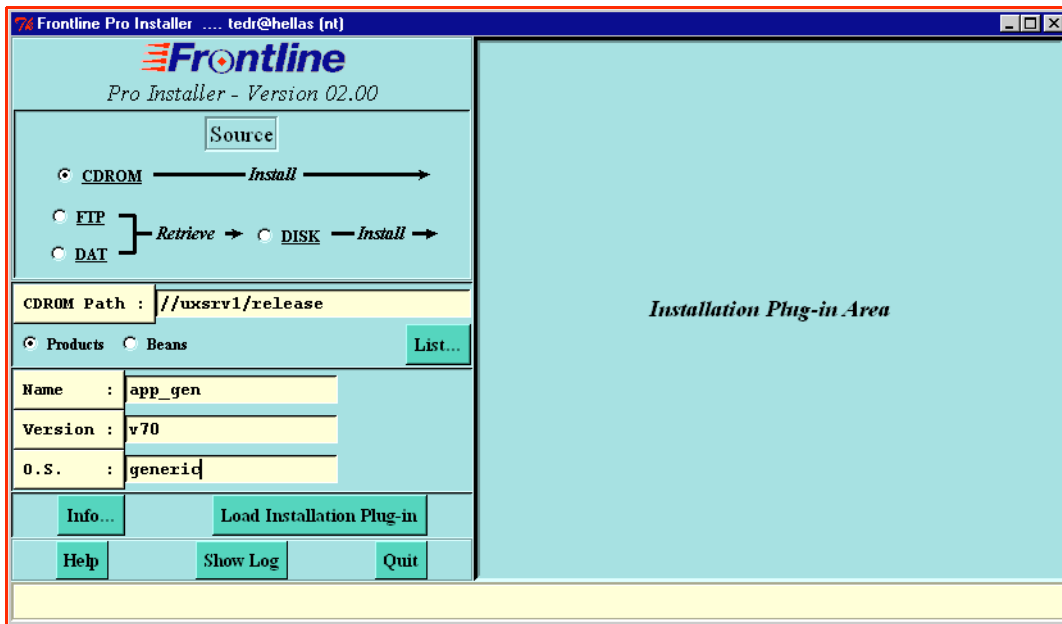 Frontline Pro Installer .... tedr@hellas (nt)
Frontline
Pro Installer - Version 02.00
Source
CDROM Install
FTP
DAT
Retrieve DISK Install
CDROM Path : //uxsrv1/release
Products Beans List...
Name : app_gen
Version : v70
O.S. : generic
Info... Load Installation Plug-in
Help Show Log Quit
Installation Plug-in Area